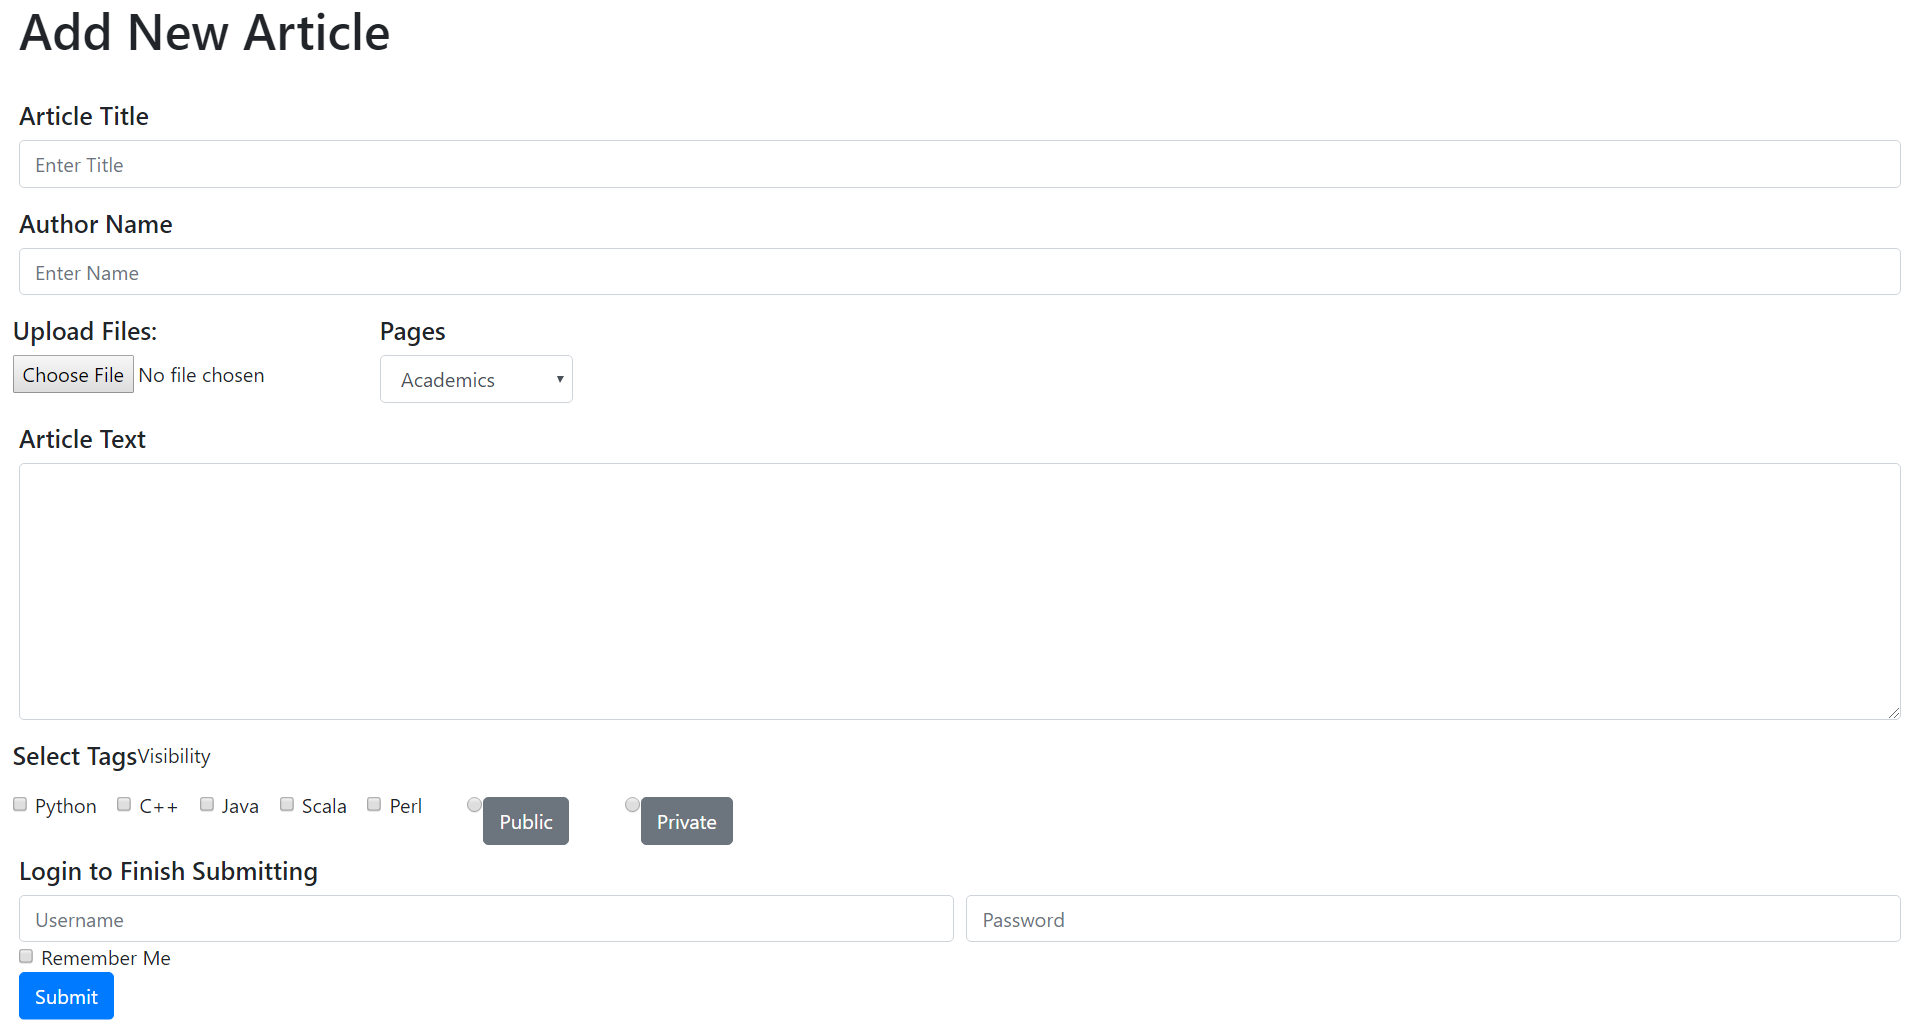 Add New Article
Article Title
Enter Title
Author Name
Enter Name
Upload Files: Pages
Choose File No file chosen Academics
Article Text
Select TagsVisibility
Python C++ Java Scala Perl Public Private
Login to Finish Submitting
Username Password
Remember Me
Submit